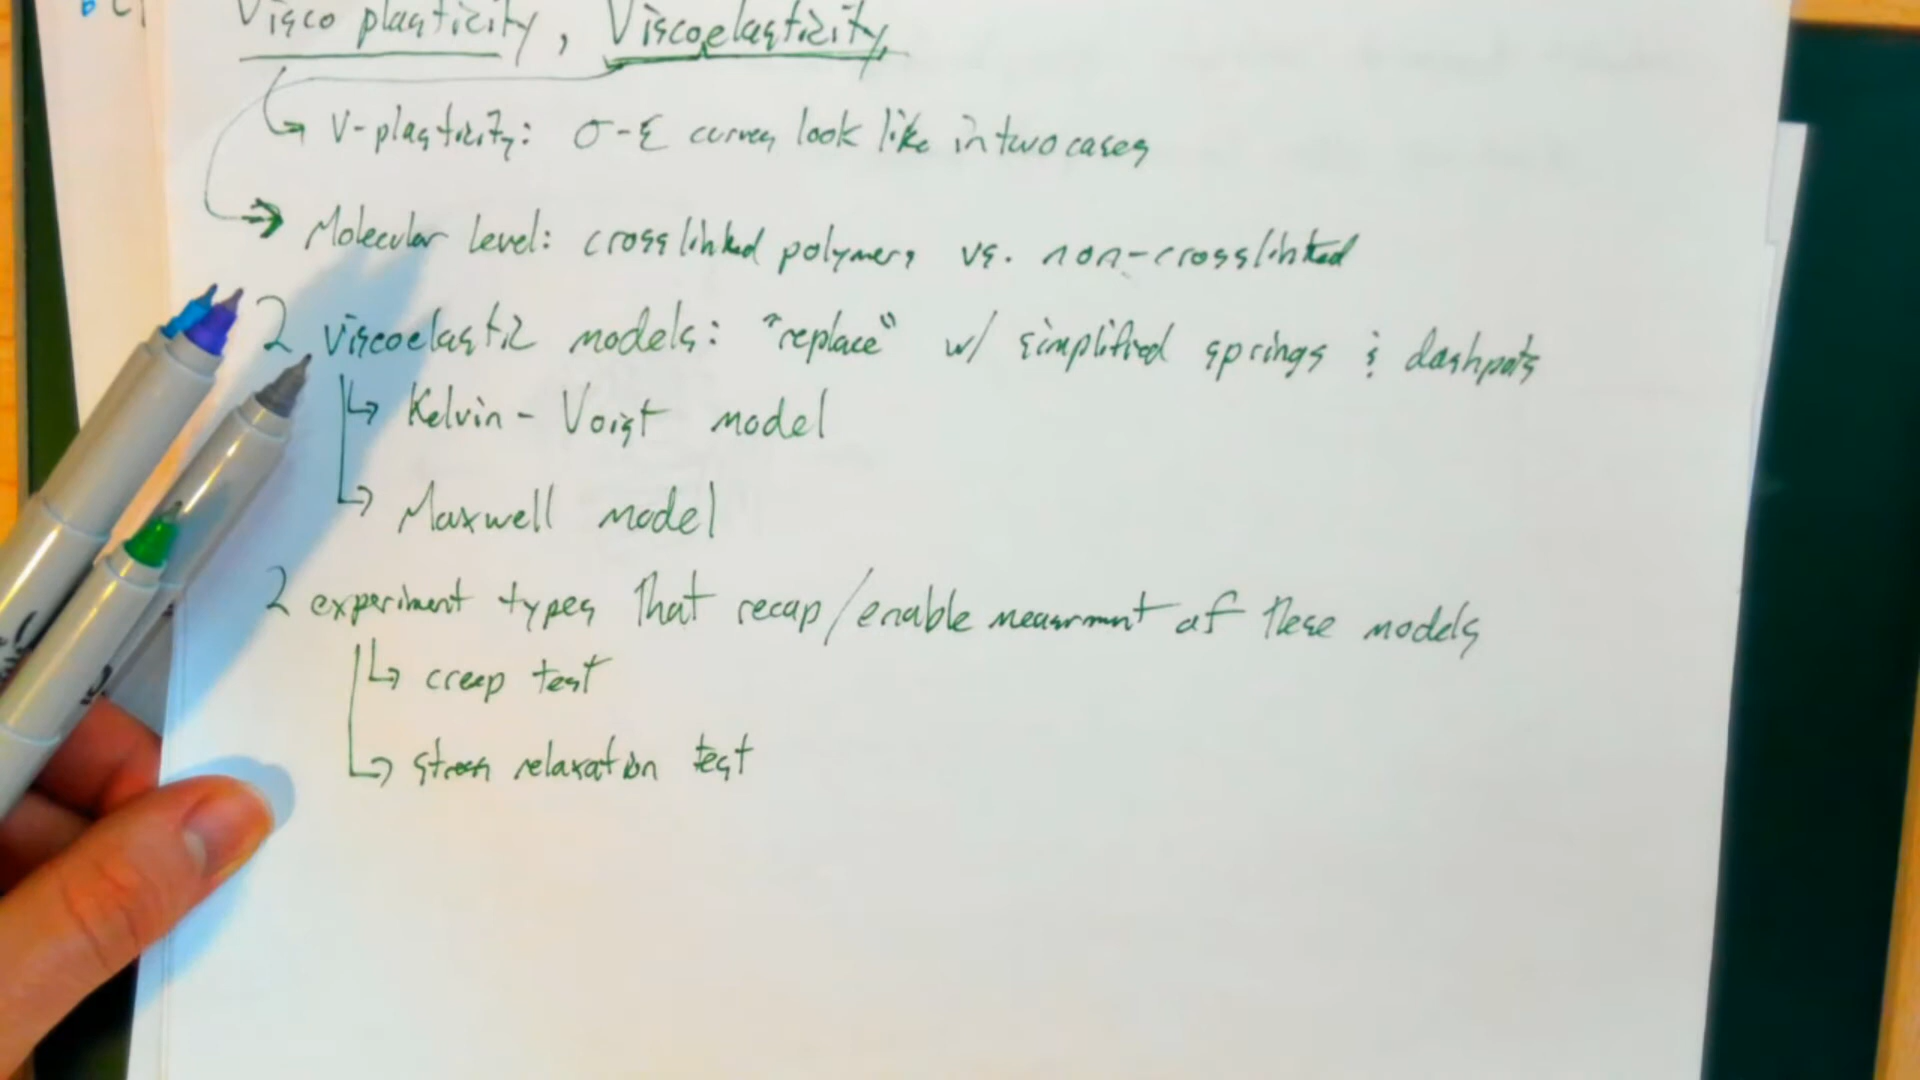 Visco plasticity, Viscoelasticity
V-plasticity: σ-ε curves look like in two cases
Molecular level: crosslinked polymers vs. non-crosslinked
2 viscoelastic models: "replace" w/ simplified springs & dashpots
Kelvin-Voigt model
Maxwell model
2 experiment types that recap/enable measurment of these models
creep test
stress relaxation test